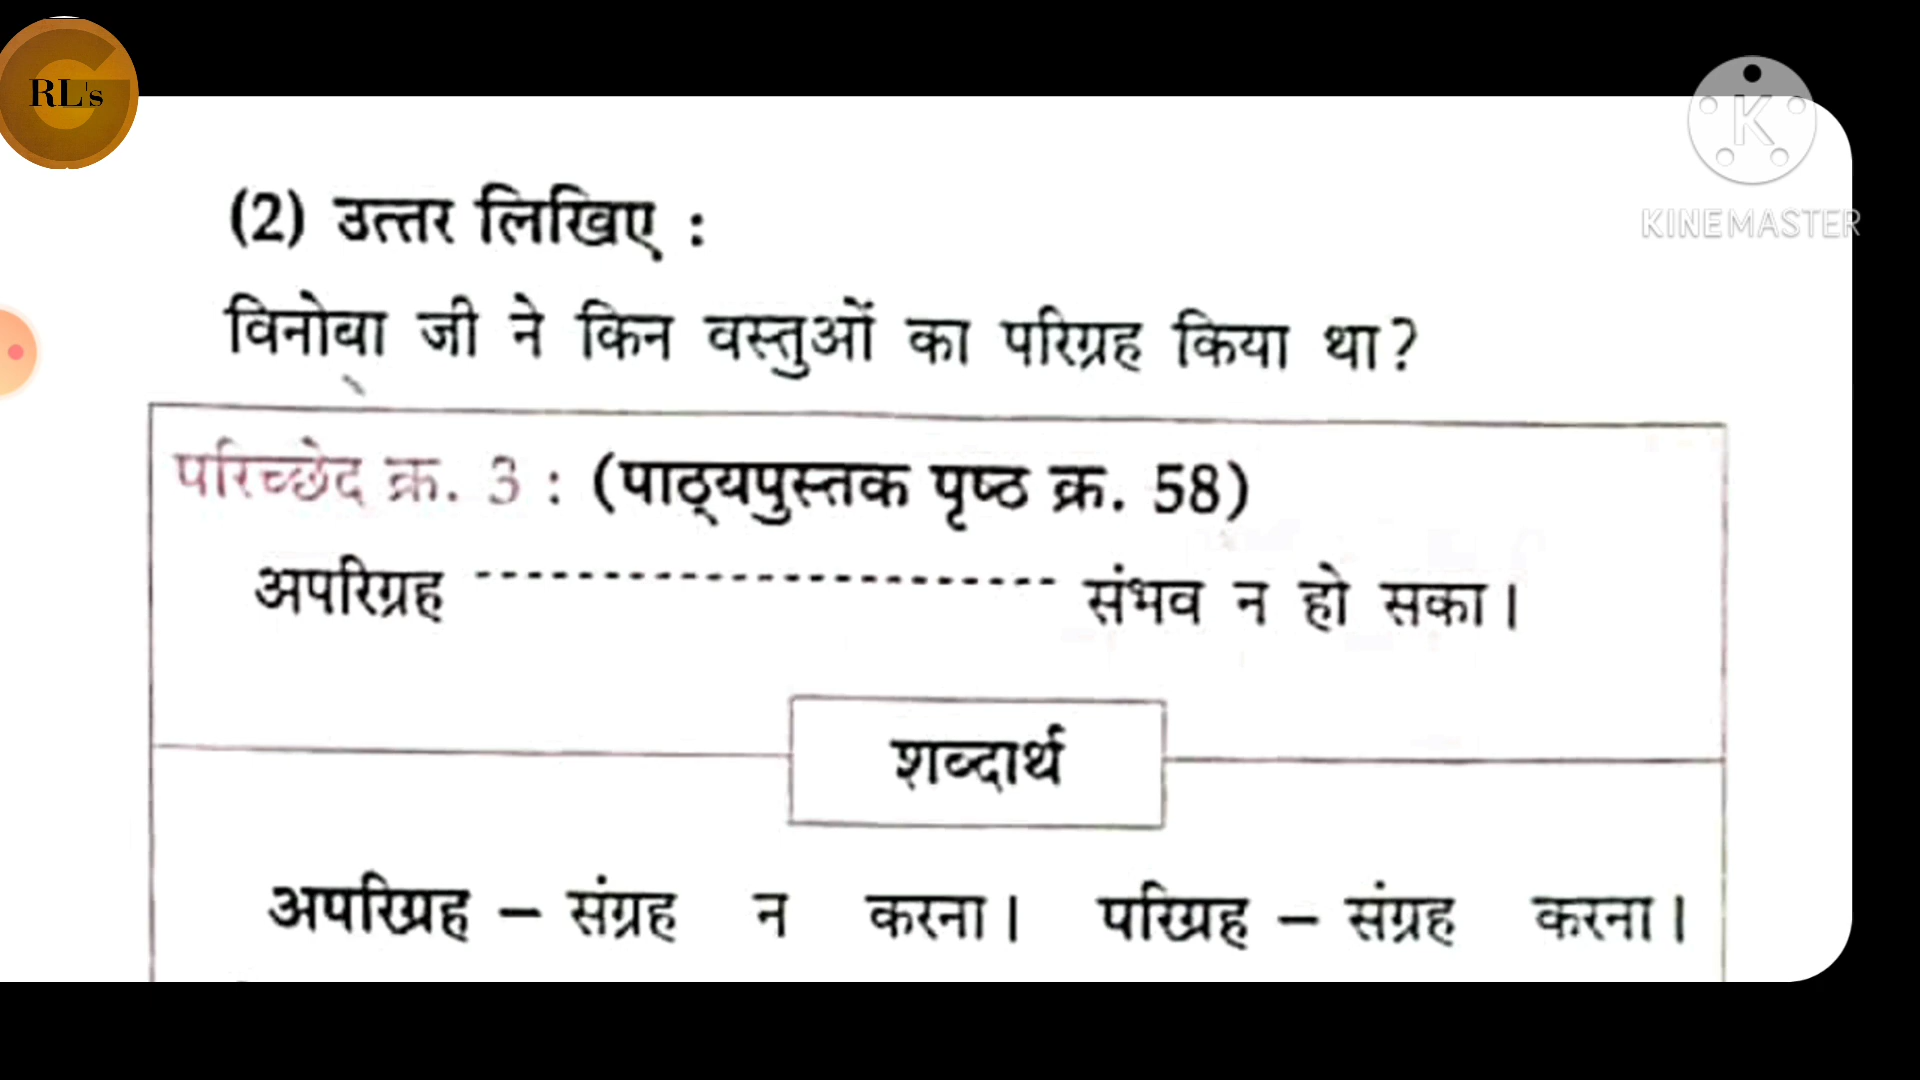 RL's
K
KINEMASTER
(2) उत्तर लिखिए :
विनोबा जी ने किन वस्तुओं का परिग्रह किया था?
परिच्छेद क्र. 3 : (पाठ्यपुस्तक पृष्ठ क्र. 58)
अपरिग्रह ----------------------- संभव न हो सका।
शब्दार्थ
अपरिग्रह – संग्रह न करना। परिग्रह – संग्रह करना।